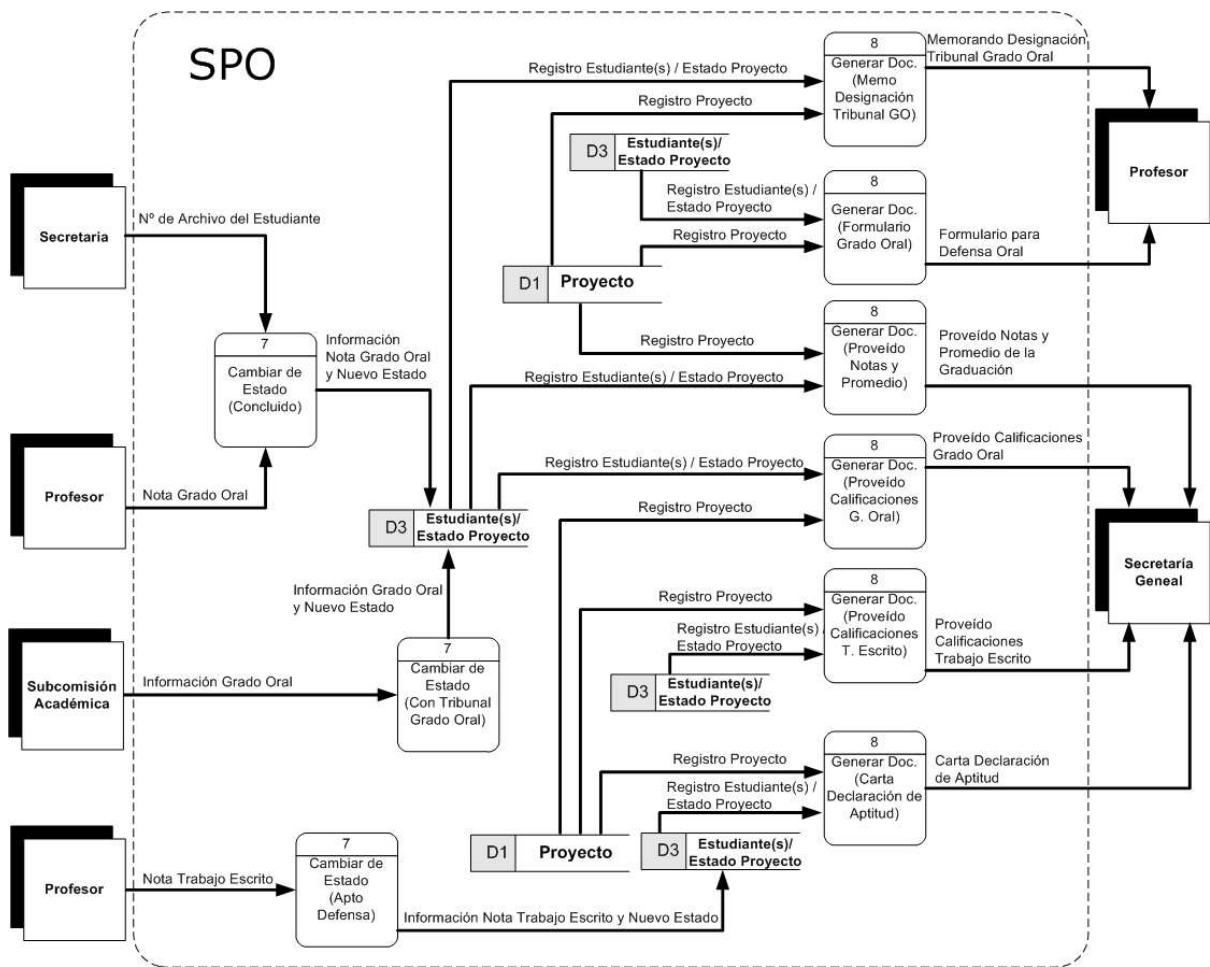 SPO
Secretaria
Nº de Archivo del Estudiante
7
Cambiar de
Estado
(Concluido)
Información
Nota Grado Oral
y Nuevo Estado
Profesor
Nota Grado Oral
D3
Estudiante(s)/
Estado Proyecto
Información Grado Oral
y Nuevo Estado
Subcomisión
Académica
Información Grado Oral
7
Cambiar de
Estado
(Con Tribunal
Grado Oral)
Profesor
Nota Trabajo Escrito
7
Cambiar de
Estado
(Apto
Defensa)
Información Nota Trabajo Escrito y Nuevo Estado
Registro Estudiante(s) / Estado Proyecto
Registro Proyecto
8
Generar Doc.
(Memo
Designación
Tribunal GO)
Memorando Designación
Tribunal Grado Oral
D3
Estudiante(s)/
Estado Proyecto
Registro Estudiante(s) /
Estado Proyecto
Registro Proyecto
8
Generar Doc.
(Formulario
Grado Oral)
Formulario para
Defensa Oral
Profesor
D1
Proyecto
Registro Proyecto
Registro Estudiante(s) / Estado Proyecto
8
Generar Doc.
(Proveído
Notas y
Promedio)
Proveído Notas y
Promedio de la
Graduación
Registro Estudiante(s) / Estado Proyecto
Registro Proyecto
8
Generar Doc.
(Proveído
Calificaciones
G. Oral)
Proveído Calificaciones
Grado Oral
Secretaría
Geneal
Registro Proyecto
Registro Estudiante(s) /
Estado Proyecto
8
Generar Doc.
(Proveído
Calificaciones
T. Escrito)
Proveído
Calificaciones
Trabajo Escrito
D3
Estudiante(s)/
Estado Proyecto
Registro Proyecto
Registro Estudiante(s) /
Estado Proyecto
8
Generar Doc.
(Carta
Declaración de
Aptitud)
Carta Declaración
de Aptitud
D1
Proyecto
D3
Estudiante(s)/
Estado Proyecto